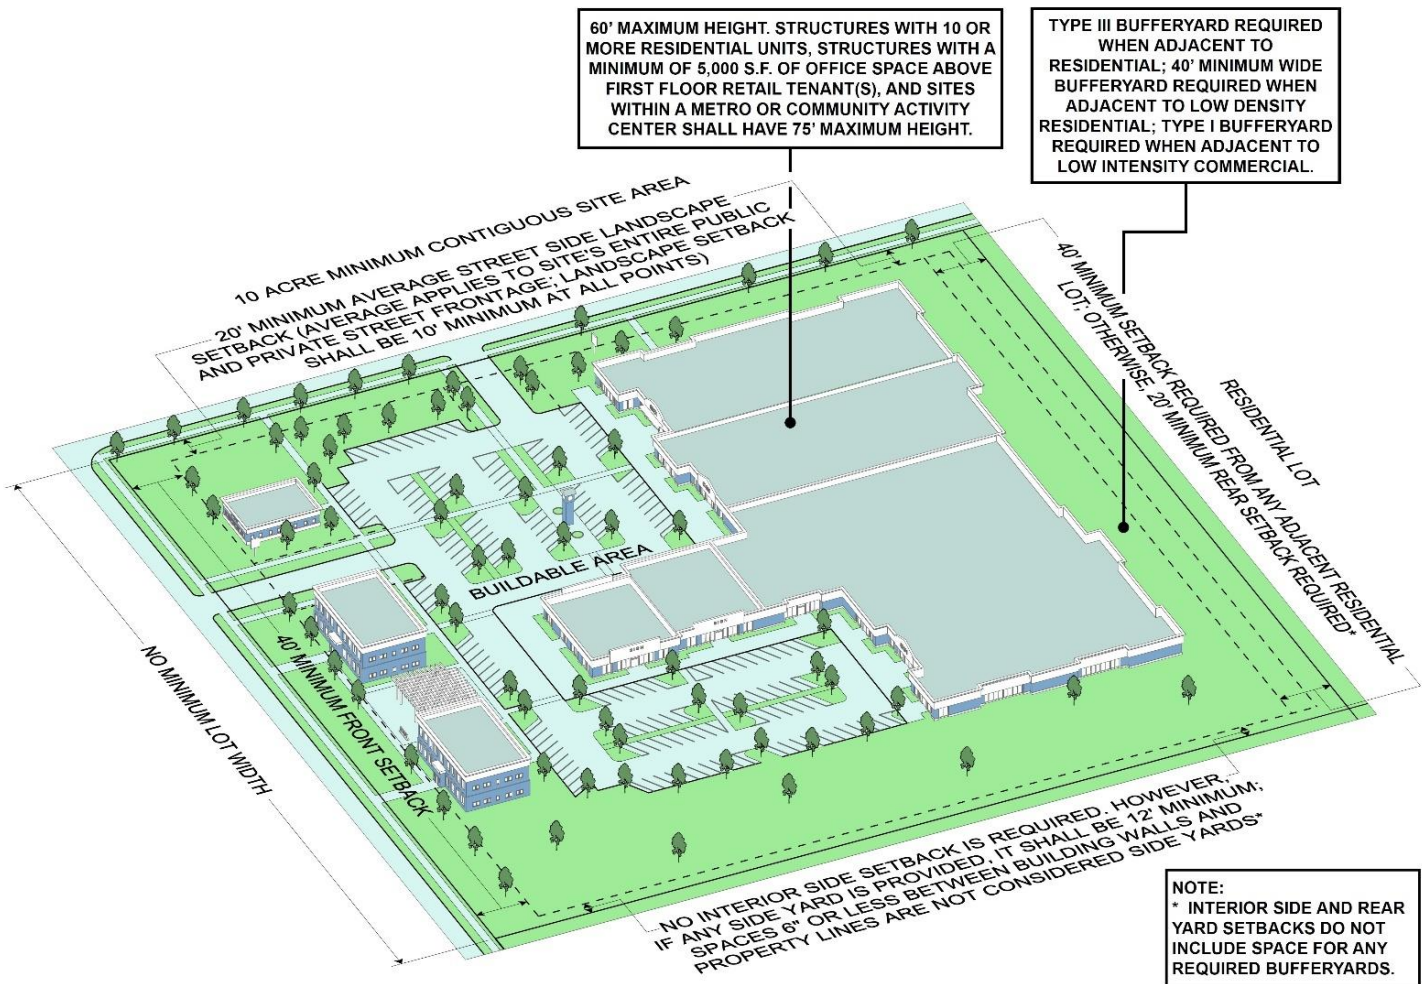 60’ MAXIMUM HEIGHT. STRUCTURES WITH 10 OR
MORE RESIDENTIAL UNITS, STRUCTURES WITH A
MINIMUM OF 5,000 S.F. OF OFFICE SPACE ABOVE
FIRST FLOOR RETAIL TENANT(S), AND SITES
WITHIN A METRO OR COMMUNITY ACTIVITY
CENTER SHALL HAVE 75’ MAXIMUM HEIGHT.
TYPE III BUFFERYARD REQUIRED
WHEN ADJACENT TO
RESIDENTIAL; 40’ MINIMUM WIDE
BUFFERYARD REQUIRED WHEN
ADJACENT TO LOW DENSITY
RESIDENTIAL; TYPE I BUFFERYARD
REQUIRED WHEN ADJACENT TO
LOW INTENSITY COMMERCIAL.
10 ACRE MINIMUM CONTIGUOUS SITE AREA
20' MINIMUM AVERAGE STREET SIDE LANDSCAPE
SETBACK (AVERAGE APPLIES TO SITE'S ENTIRE PUBLIC
AND PRIVATE STREET FRONTAGE; LANDSCAPE SETBACK
SHALL BE 10' MINIMUM AT ALL POINTS)
RESIDENTIAL LOT
40' MINIMUM SETBACK REQUIRED FROM ANY ADJACENT RESIDENTIAL
LOT; OTHERWISE, 20' MINIMUM REAR SETBACK REQUIRED*
BUILDABLE AREA
SIGN
SIGN
40' MINIMUM FRONT SETBACK
NO MINIMUM LOT WIDTH
NO INTERIOR SIDE SETBACK IS REQUIRED. HOWEVER,
IF ANY SIDE YARD IS PROVIDED, IT SHALL BE 12' MINIMUM;
SPACES 6" OR LESS BETWEEN BUILDING WALLS AND
PROPERTY LINES ARE NOT CONSIDERED SIDE YARDS*
NOTE:
* INTERIOR SIDE AND REAR
YARD SETBACKS DO NOT
INCLUDE SPACE FOR ANY
REQUIRED BUFFERYARDS.